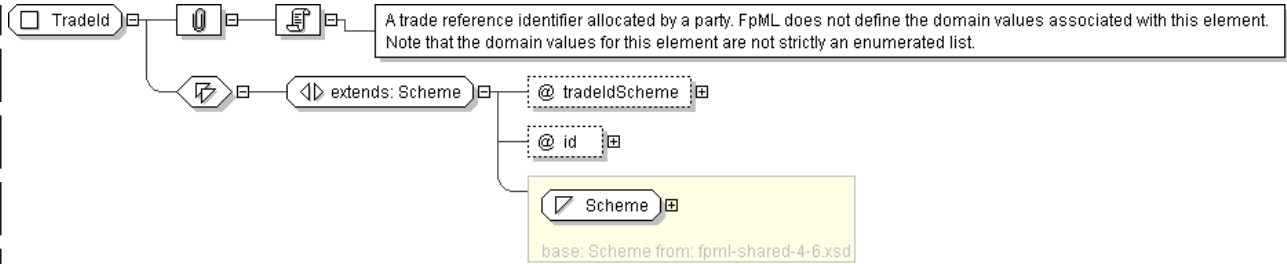 TradeId
A trade reference identifier allocated by a party. FpML does not define the domain values associated with this element.
Note that the domain values for this element are not strictly an enumerated list.
extends: Scheme
@ tradeIdScheme
@ id
Scheme
base: Scheme from: fpml-shared-4-6.xsd